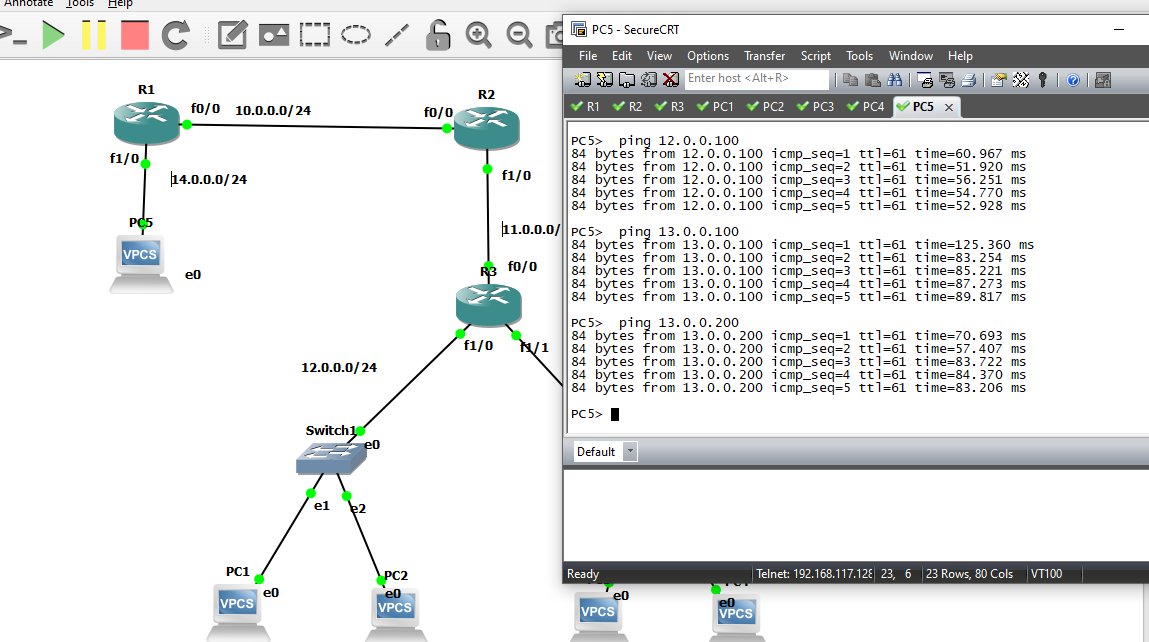 Annotate Tools Help
R1
f0/0
10.0.0.0/24
R2
f0/0
f1/0
14.0.0.0/24
f1/0
PC5
VPCS
e0
11.0.0.0/
f0/0
R3
f1/0
f1/1
12.0.0.0/24
Switch1
e0
e1
e2
PC1
e0
VPCS
PC2
e0
VPCS
e0
VPCS
e0
VPCS
PC5 - SecureCRT
File Edit View Options Transfer Script Tools Window Help
Enter host <Alt+R>
R1 R2 R3 PC1 PC2 PC3 PC4 PC5
PC5>  ping 12.0.0.100
84 bytes from 12.0.0.100 icmp_seq=1 ttl=61 time=60.967 ms
84 bytes from 12.0.0.100 icmp_seq=2 ttl=61 time=51.920 ms
84 bytes from 12.0.0.100 icmp_seq=3 ttl=61 time=56.251 ms
84 bytes from 12.0.0.100 icmp_seq=4 ttl=61 time=54.770 ms
84 bytes from 12.0.0.100 icmp_seq=5 ttl=61 time=52.928 ms
PC5>  ping 13.0.0.100
84 bytes from 13.0.0.100 icmp_seq=1 ttl=61 time=125.360 ms
84 bytes from 13.0.0.100 icmp_seq=2 ttl=61 time=83.254 ms
84 bytes from 13.0.0.100 icmp_seq=3 ttl=61 time=85.221 ms
84 bytes from 13.0.0.100 icmp_seq=4 ttl=61 time=87.273 ms
84 bytes from 13.0.0.100 icmp_seq=5 ttl=61 time=89.817 ms
PC5>  ping 13.0.0.200
84 bytes from 13.0.0.200 icmp_seq=1 ttl=61 time=70.693 ms
84 bytes from 13.0.0.200 icmp_seq=2 ttl=61 time=57.407 ms
84 bytes from 13.0.0.200 icmp_seq=3 ttl=61 time=83.722 ms
84 bytes from 13.0.0.200 icmp_seq=4 ttl=61 time=84.370 ms
84 bytes from 13.0.0.200 icmp_seq=5 ttl=61 time=83.206 ms
PC5>
Default
Ready Telnet: 192.168.117.128 23, 6 23 Rows, 80 Cols VT100